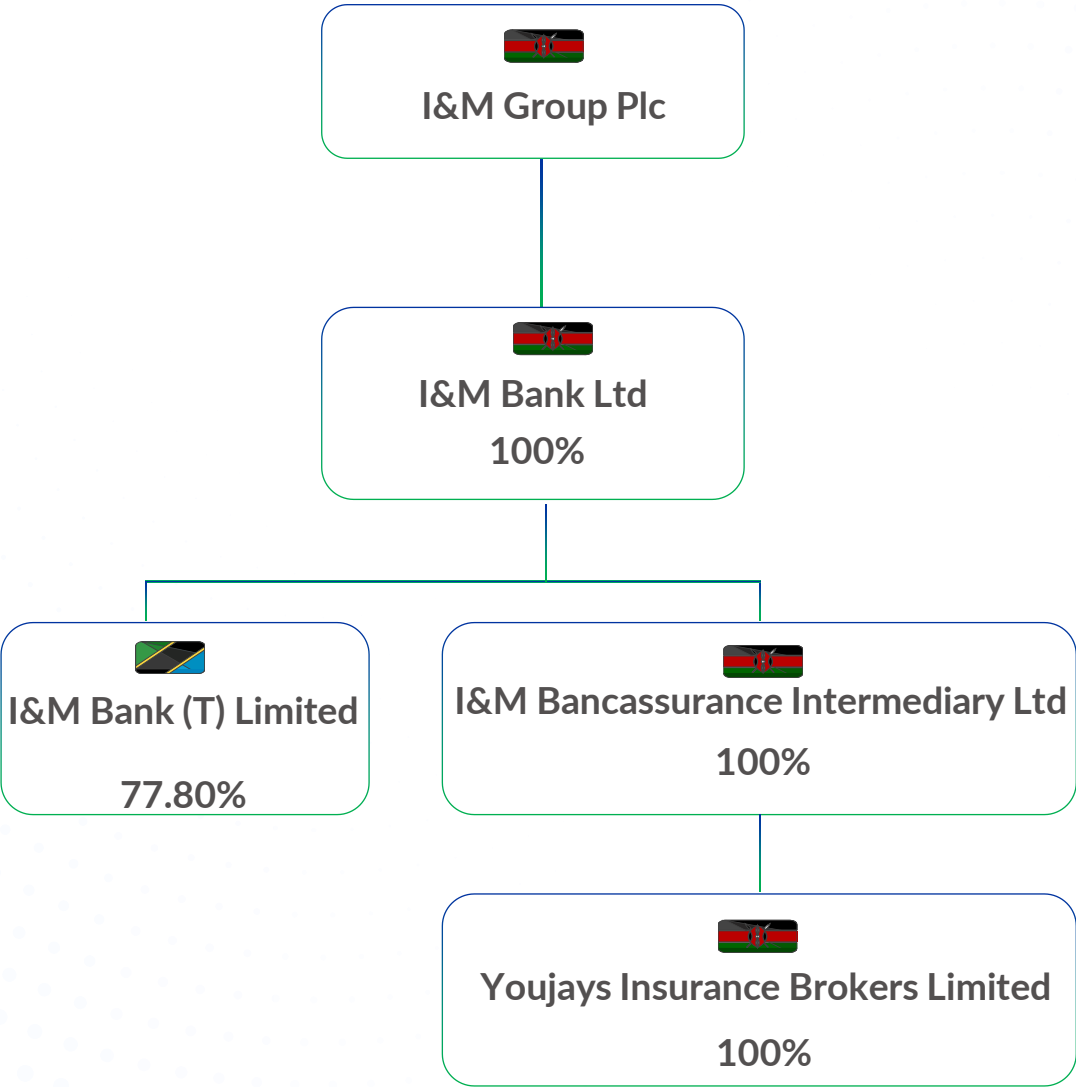 I&M Group Plc
I&M Bank Ltd
100%
I&M Bank (T) Limited
77.80%
I&M Bancassurance Intermediary Ltd
100%
Youjays Insurance Brokers Limited
100%